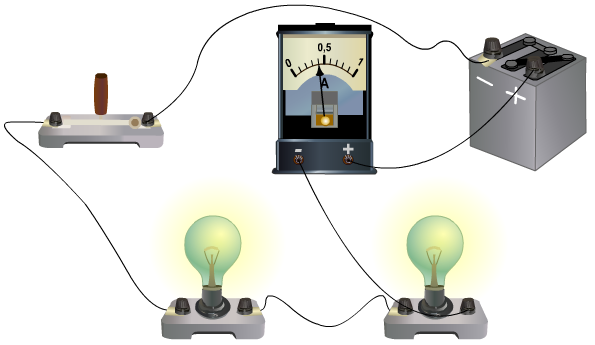 0 0,5 1
A
- +
- +